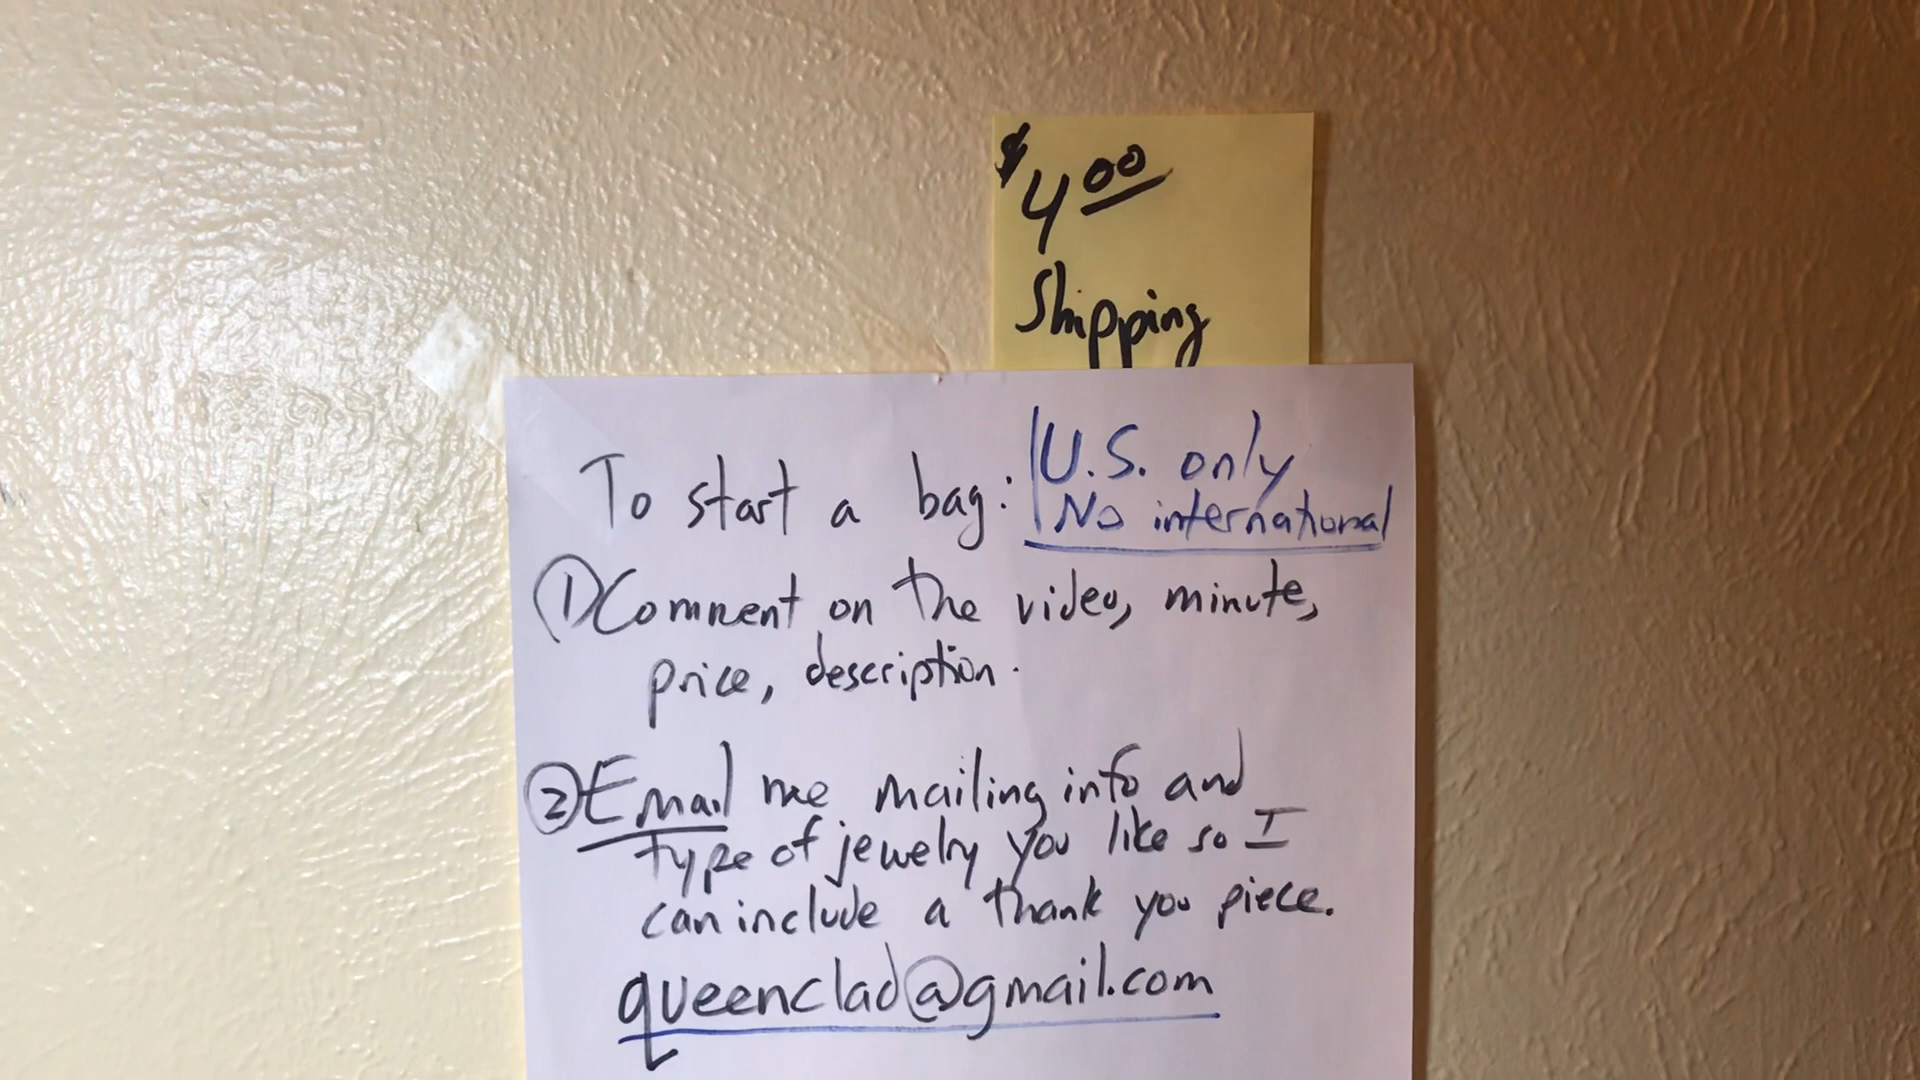 $4.00
Shipping
To start a bag: U.S. only
No international
1) Comment on the video, minute,
price, description.
2) Email me mailing info and
type of jewelry you like so I
can include a thank you piece.
queenclad@gmail.com